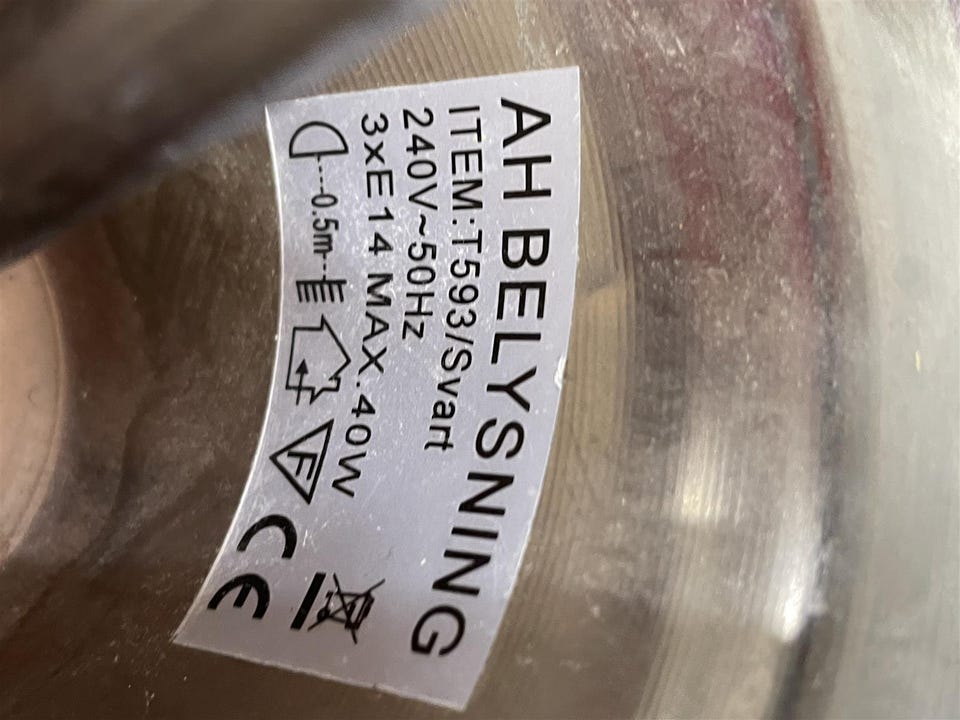 AH BELYSNING
ITEM:T593/Svart
240V~50Hz
3xE14 MAX.40W
0.5m
F
CE